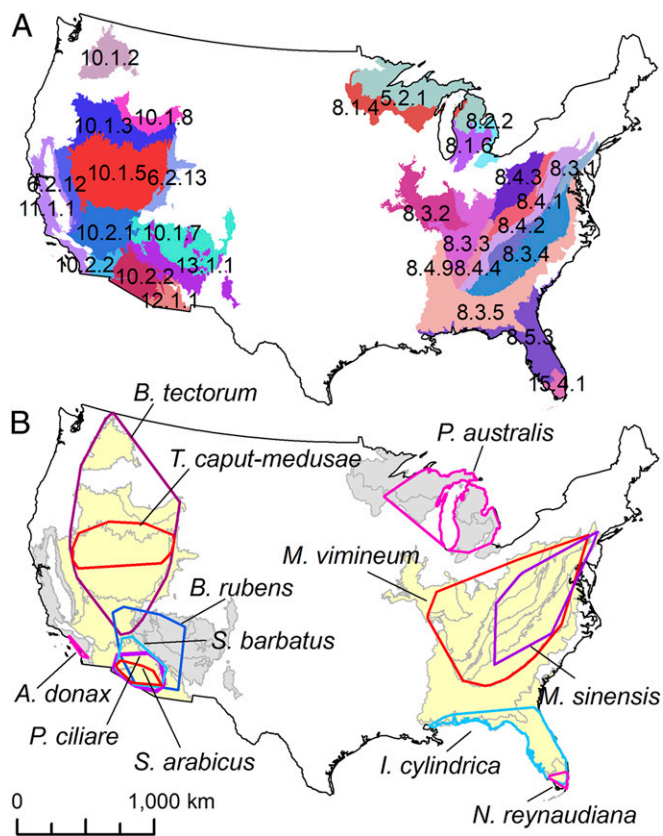 A
10.1.2
5.2.1
8.1.4
8.2.2
8.1.6
10.1.3
10.1.8
10.1.5
6.2.13
6.2.12
11.1.1
10.2.1
10.1.7
10.2.2
10.2.2
13.1.1
12.1.1
8.4.3
8.3.1
8.4.1
8.4.2
8.3.2
8.3.3
8.3.4
8.4.9
8.4.4
8.3.5
8.5.3
15.4.1
B
B. tectorum
T. caput-medusae
P. australis
M. vimineum
B. rubens
S. barbatus
A. donax
P. ciliare
S. arabicus
M. sinensis
I. cylindrica
N. reynaudiana
0
1,000 km